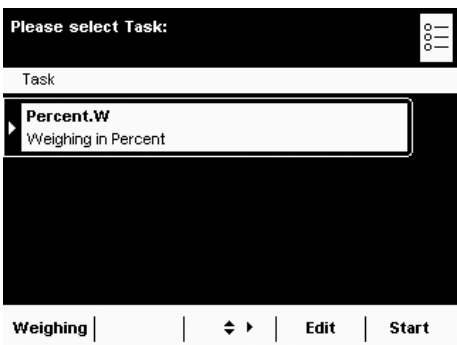 Please select Task:
Task
Percent.W
Weighing in Percent
Weighing Edit Start